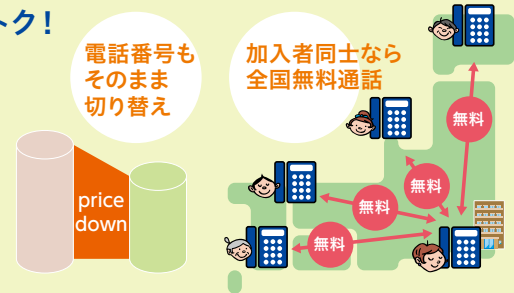 トク!
電話番号も
そのまま
切り替え
加入者同士なら
全国無料通話
price
down
無料
無料
無料
無料